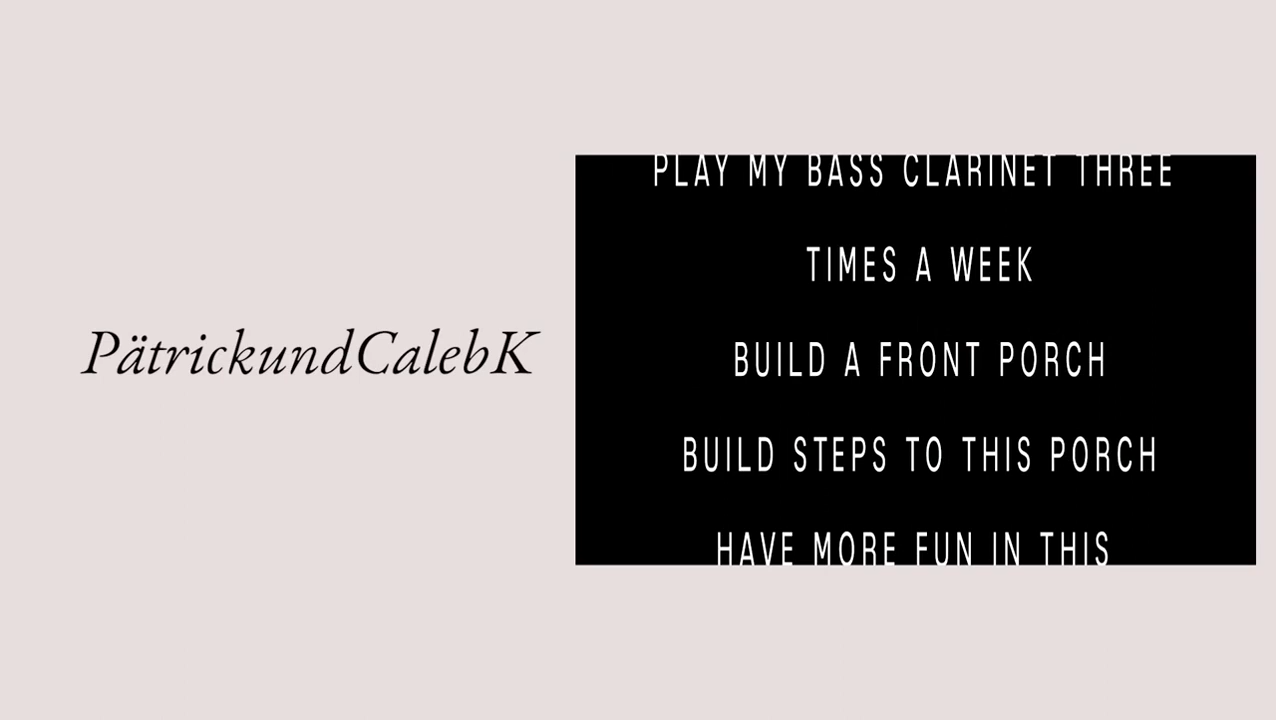 PätrickundCalebK
PLAY MY BASS CLARINET THREE
TIMES A WEEK
BUILD A FRONT PORCH
BUILD STEPS TO THIS PORCH
HAVE MORE FUN IN THIS